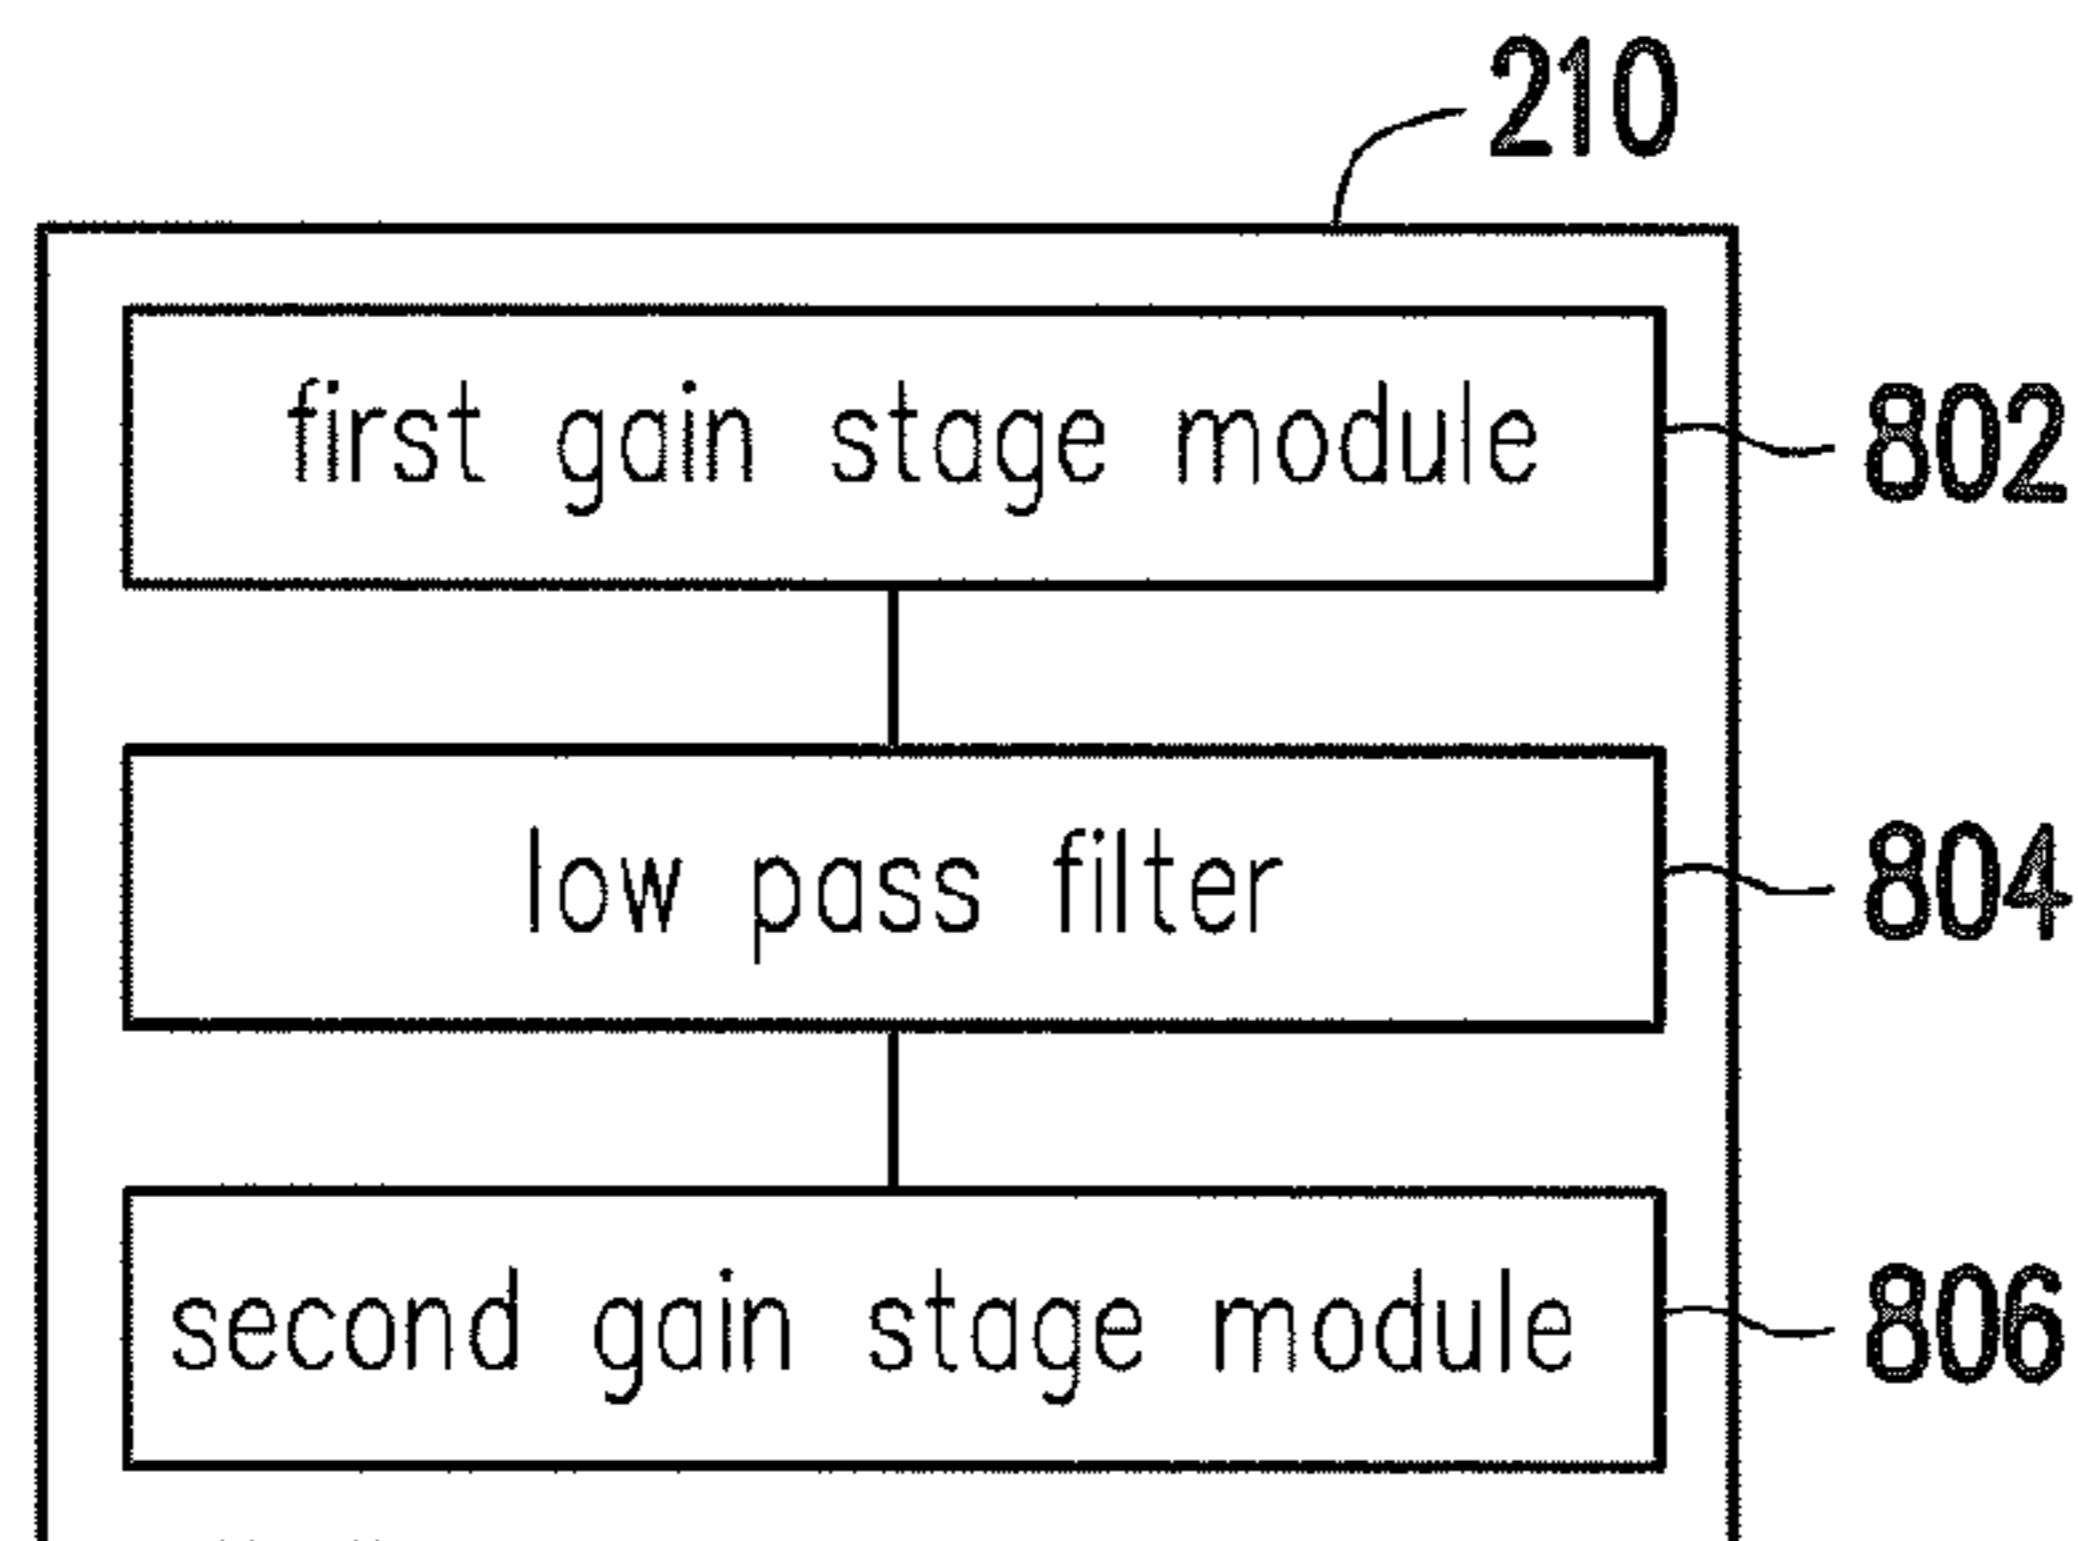 210
first gain stage module
802
low pass filter
804
second gain stage module
806